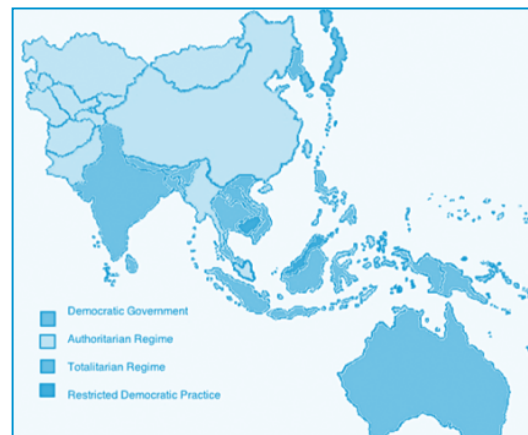 Democratic Government
Authoritarian Regime
Totalitarian Regime
Restricted Democratic Practice